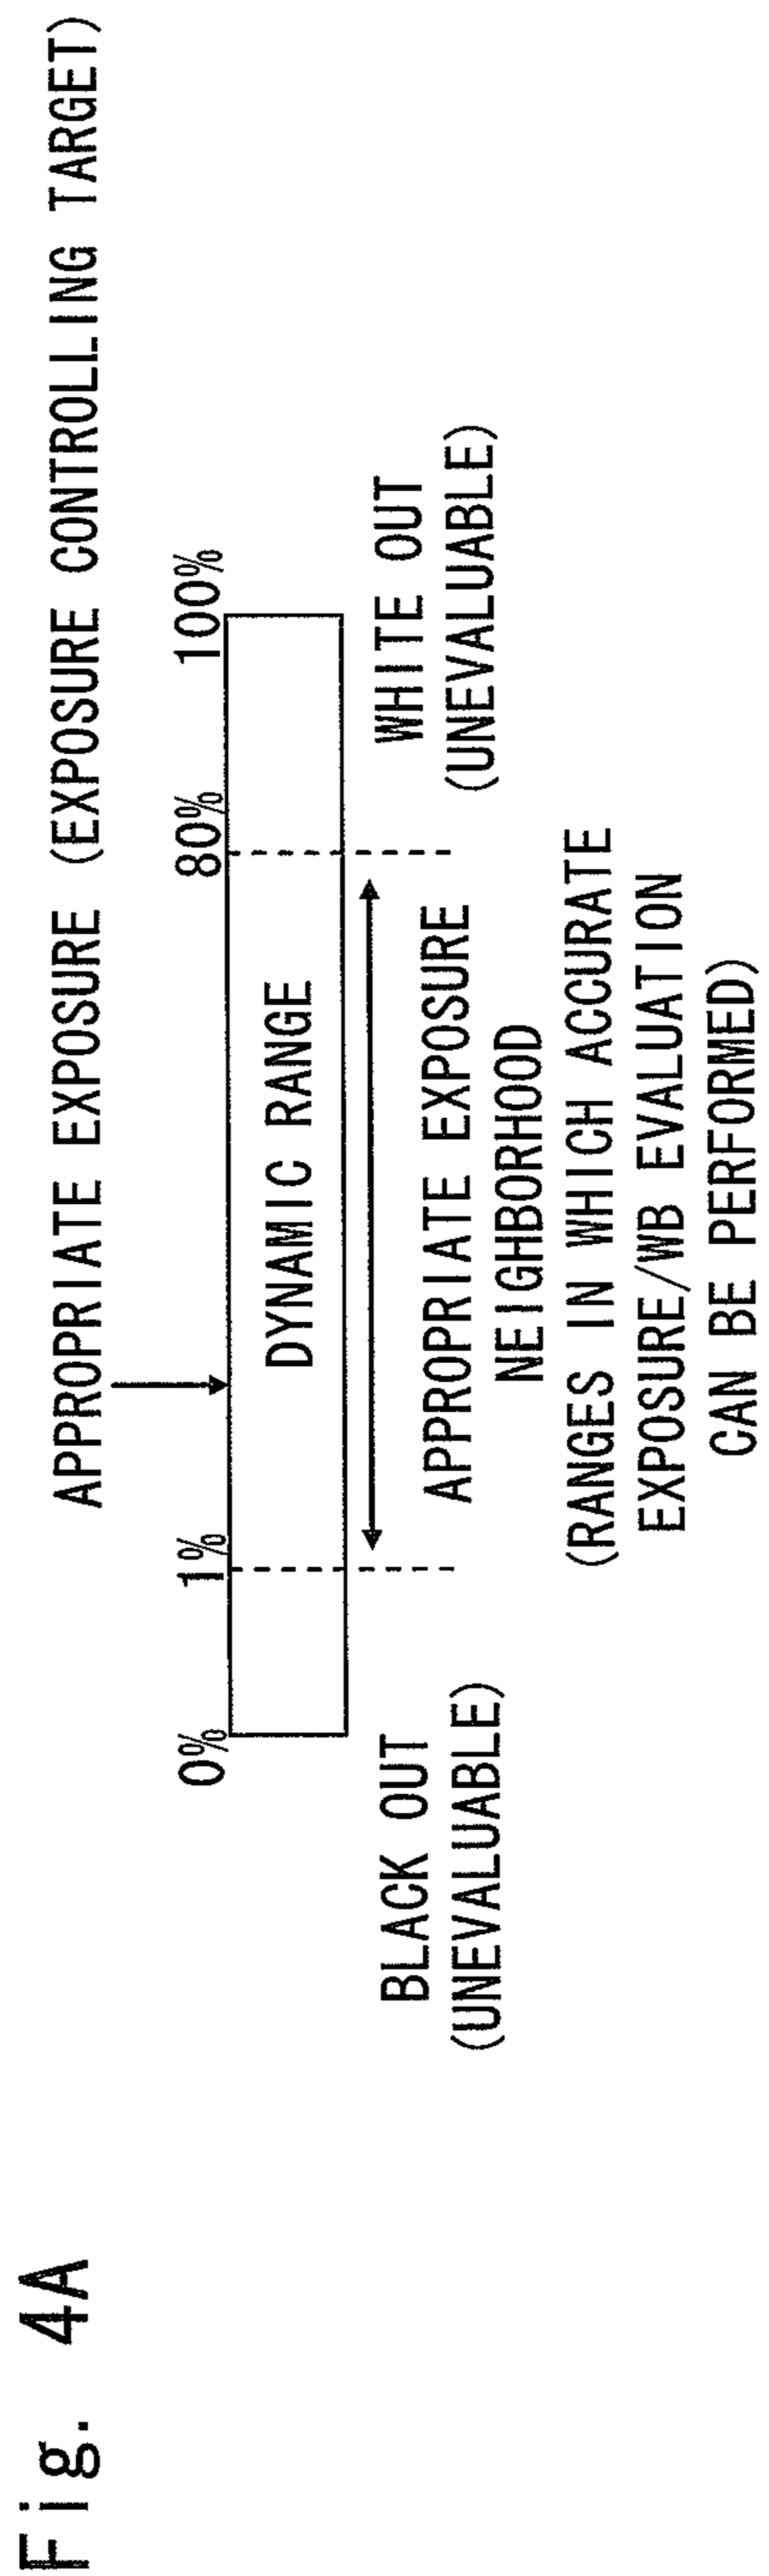 Fig. 4A
APPROPRIATE EXPOSURE (EXPOSURE CONTROLLING TARGET)
0% 1% 80% 100%
DYNAMIC RANGE
BLACK OUT
(UNEVALUABLE)
APPROPRIATE EXPOSURE
NEIGHBORHOOD
(RANGES IN WHICH ACCURATE
EXPOSURE/WB EVALUATION
CAN BE PERFORMED)
WHITE OUT
(UNEVALUABLE)